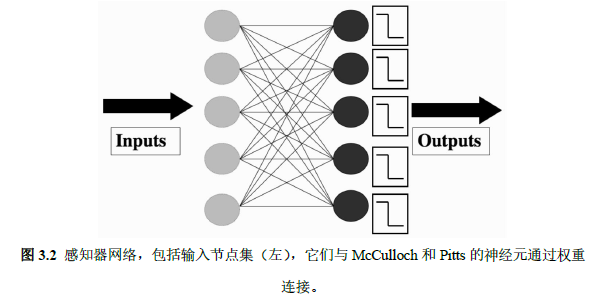 Inputs
Outputs
图 3.2 感知器网络，包括输入节点集（左），它们与 McCulloch 和 Pitts 的神经元通过权重
连接。